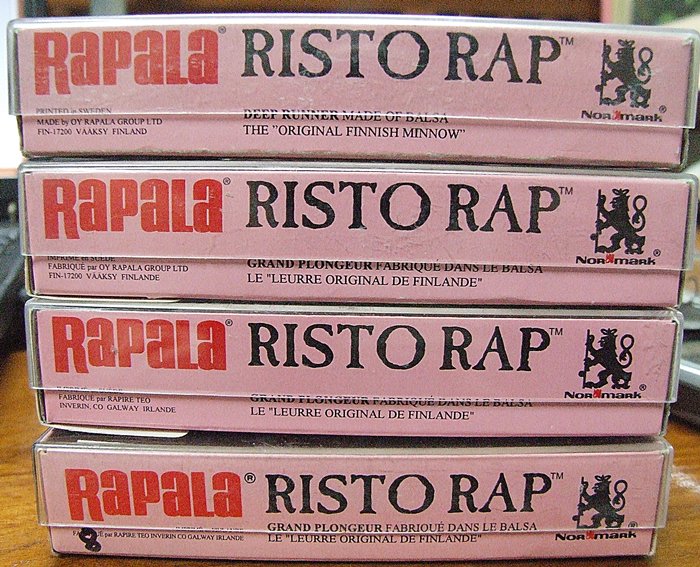 Rapala® RISTO RAP™
PRINTED in SWEDEN
MADE by OY RAPALA GROUP LTD
FIN-17200 VÄÄKSY FINLAND
DEEP RUNNER MADE OF BALSA
THE "ORIGINAL FINNISH MINNOW"
Normark®
Rapala® RISTO RAP™
IMPRIMÉ en SUÈDE
FABRIQUÉ par OY RAPALA GROUP LTD
FIN-17200 VÄÄKSY FINLANDE
GRAND PLONGEUR FABRIQUÉ DANS LE BALSA
LE "LEURRE ORIGINAL DE FINLANDE"
Normark®
Rapala® RISTO RAP™
FABRIQUÉ par RAPIRE TEO
INVERIN, CO GALWAY IRLANDE
GRAND PLONGEUR FABRIQUÉ DANS LE BALSA
LE "LEURRE ORIGINAL DE FINLANDE"
Normark®
Rapala® RISTO RAP™
8
par RAPIRE TEO INVERIN CO GALWAY IRLANDE
GRAND PLONGEUR FABRIQUÉ DANS LE BALSA
LE "LEURRE ORIGINAL DE FINLANDE"
Normark®